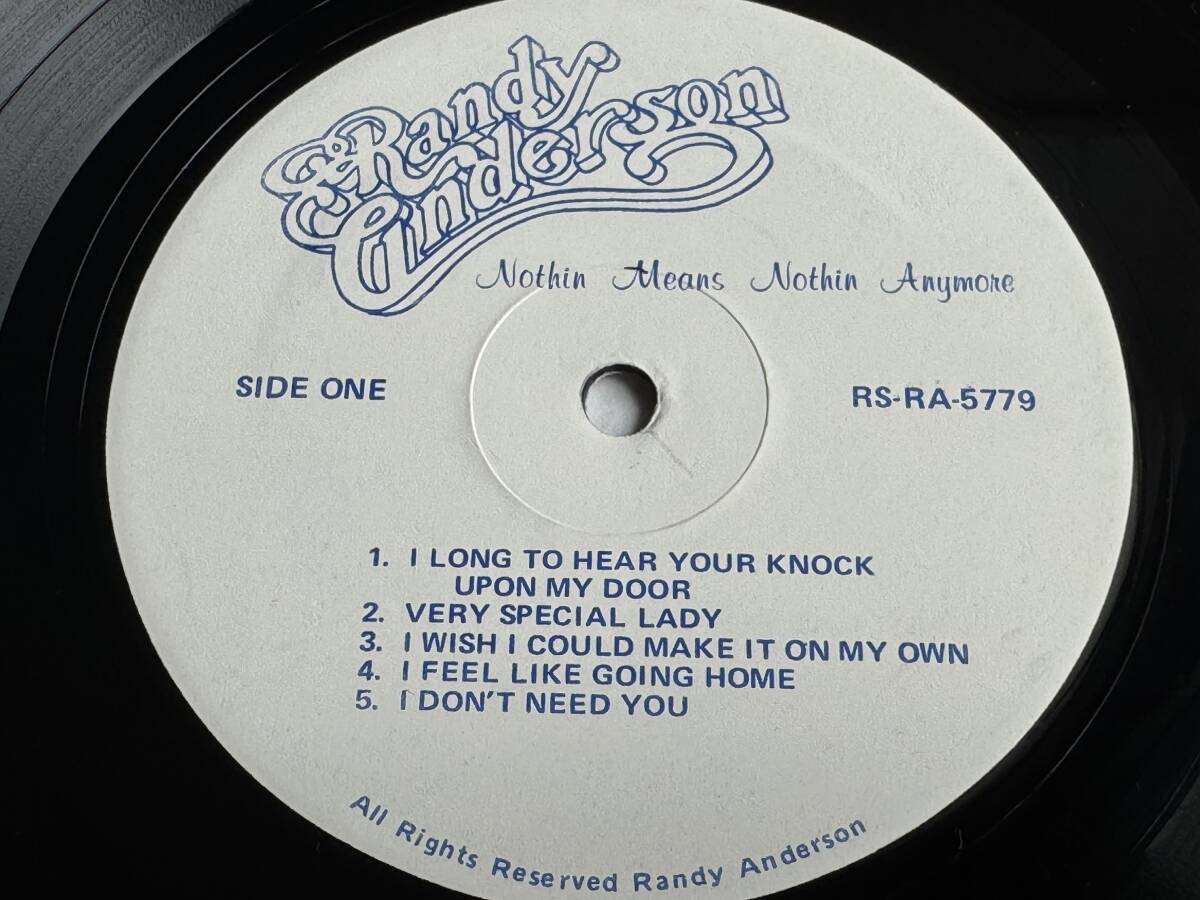 Randy
Anderson
Nothin Means Nothin Anymore
SIDE ONE
RS-RA-5779
1. I LONG TO HEAR YOUR KNOCK
UPON MY DOOR
2. VERY SPECIAL LADY
3. I WISH I COULD MAKE IT ON MY OWN
4. I FEEL LIKE GOING HOME
5. I DON'T NEED YOU
All Rights Reserved Randy Anderson